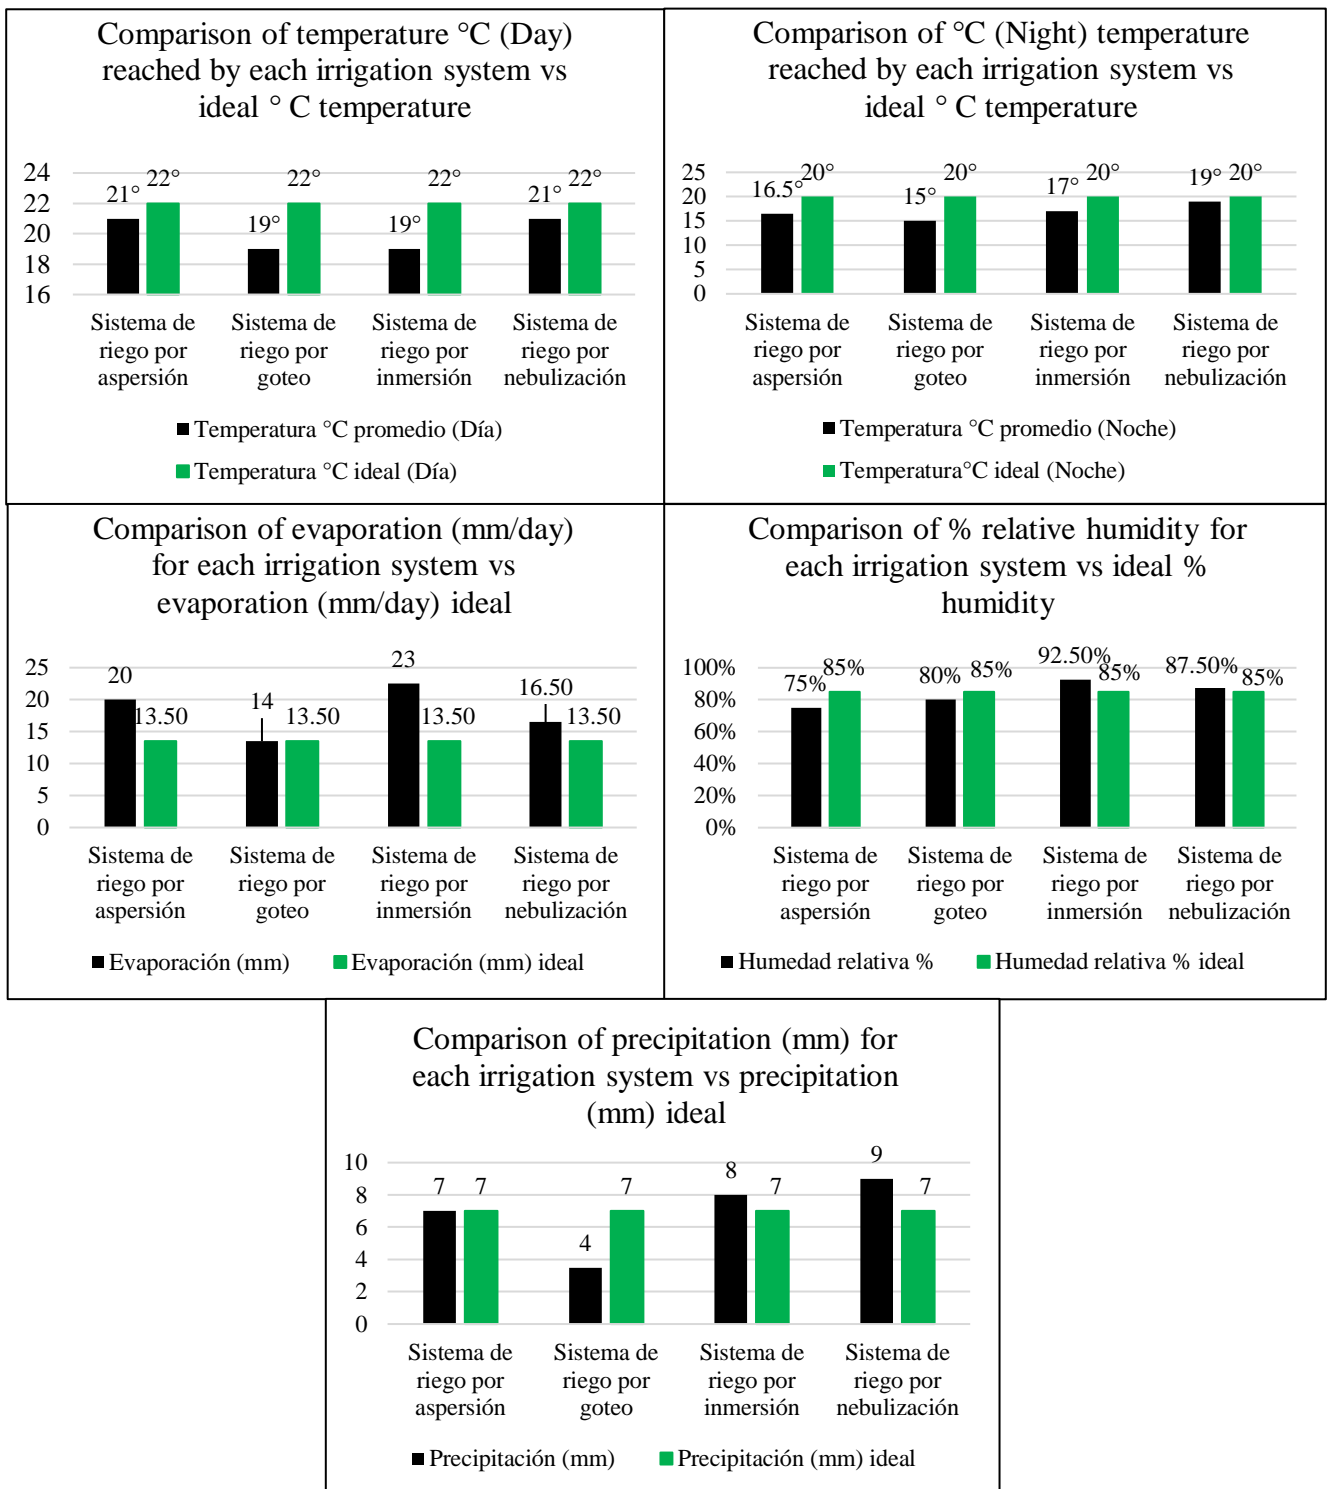 Comparison of temperature °C (Day)
reached by each irrigation system vs
ideal ° C temperature
24
22
20
18
16
21°
22°
19°
22°
19°
22°
21°
22°
Sistema de
riego por
aspersión
Sistema de
riego por
goteo
Sistema de
riego por
inmersión
Sistema de
riego por
nebulización
Temperatura °C promedio (Día)
Temperatura °C ideal (Día)
Comparison of °C (Night) temperature
reached by each irrigation system vs
ideal ° C temperature
25
20
15
10
5
0
16.5°
20°
15°
20°
17°
20°
19°
20°
Sistema de
riego por
aspersión
Sistema de
riego por
goteo
Sistema de
riego por
inmersión
Sistema de
riego por
nebulización
Temperatura °C promedio (Noche)
Temperatura°C ideal (Noche)
Comparison of evaporation (mm/day)
for each irrigation system vs
evaporation (mm/day) ideal
25
20
15
10
5
0
20
13.50
14
13.50
23
13.50
16.50
13.50
Sistema de
riego por
aspersión
Sistema de
riego por
goteo
Sistema de
riego por
inmersión
Sistema de
riego por
nebulización
Evaporación (mm)
Evaporación (mm) ideal
Comparison of % relative humidity for
each irrigation system vs ideal %
humidity
100%
80%
60%
40%
20%
0%
75%
85%
80%
85%
92.50%
85%
87.50%
85%
Sistema de
riego por
aspersión
Sistema de
riego por
goteo
Sistema de
riego por
inmersión
Sistema de
riego por
nebulización
Humedad relativa %
Humedad relativa % ideal
Comparison of precipitation (mm) for
each irrigation system vs precipitation
(mm) ideal
10
8
6
4
2
0
7
7
4
7
8
7
9
7
Sistema de
riego por
aspersión
Sistema de
riego por
goteo
Sistema de
riego por
inmersión
Sistema de
riego por
nebulización
Precipitación (mm)
Precipitación (mm) ideal